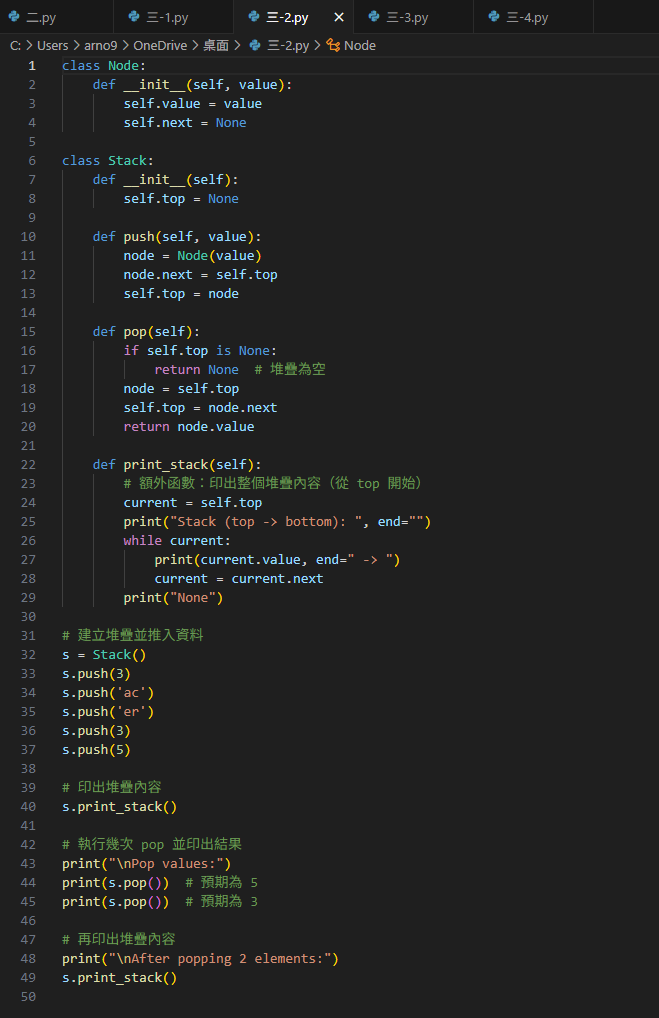 二.py 三-1.py 三-2.py × 三-3.py 三-4.py
C: > Users > arno9 > OneDrive > 桌面 > 三-2.py > Node
1 class Node:
2     def __init__(self, value):
3         self.value = value
4         self.next = None
5
6 class Stack:
7     def __init__(self):
8         self.top = None
9
10     def push(self, value):
11         node = Node(value)
12         node.next = self.top
13         self.top = node
14
15     def pop(self):
16         if self.top is None:
17             return None  # 堆疊為空
18         node = self.top
19         self.top = node.next
20         return node.value
21
22     def print_stack(self):
23         # 額外函數：印出整個堆疊內容（從 top 開始）
24         current = self.top
25         print("Stack (top -> bottom): ", end="")
26         while current:
27             print(current.value, end=" -> ")
28             current = current.next
29         print("None")
30
31 # 建立堆疊並推入資料
32 s = Stack()
33 s.push(3)
34 s.push('ac')
35 s.push('er')
36 s.push(3)
37 s.push(5)
38
39 # 印出堆疊內容
40 s.print_stack()
41
42 # 執行幾次 pop 並印出結果
43 print("\nPop values:")
44 print(s.pop())  # 預期為 5
45 print(s.pop())  # 預期為 3
46
47 # 再印出堆疊內容
48 print("\nAfter popping 2 elements:")
49 s.print_stack()
50